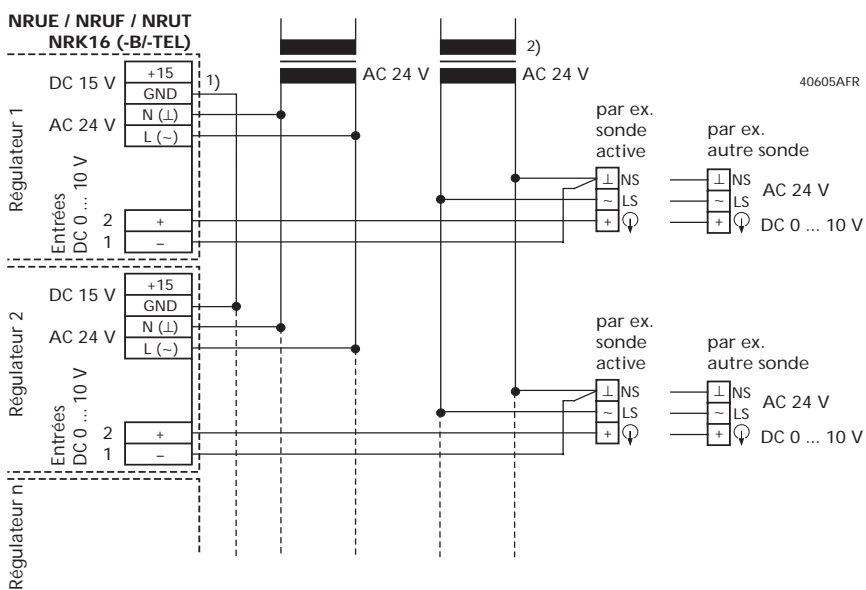 NRUE / NRUF / NRUT
NRK16 (-B/-TEL)
2)
AC 24 V
AC 24 V
40605AFR
Régulateur 1
DC 15 V
+15
1)
GND
AC 24 V
N (⊥)
L (~)
Entrées
DC 0 ... 10 V
2 +
1 –
par ex.
sonde
active
⊥ NS
~ LS
+
par ex.
autre sonde
⊥ NS
~ LS
+
AC 24 V
DC 0 ... 10 V
Régulateur 2
DC 15 V
+15
GND
AC 24 V
N (⊥)
L (~)
Entrées
DC 0 ... 10 V
2 +
1 –
par ex.
sonde
active
⊥ NS
~ LS
+
par ex.
autre sonde
⊥ NS
~ LS
+
AC 24 V
DC 0 ... 10 V
Régulateur n